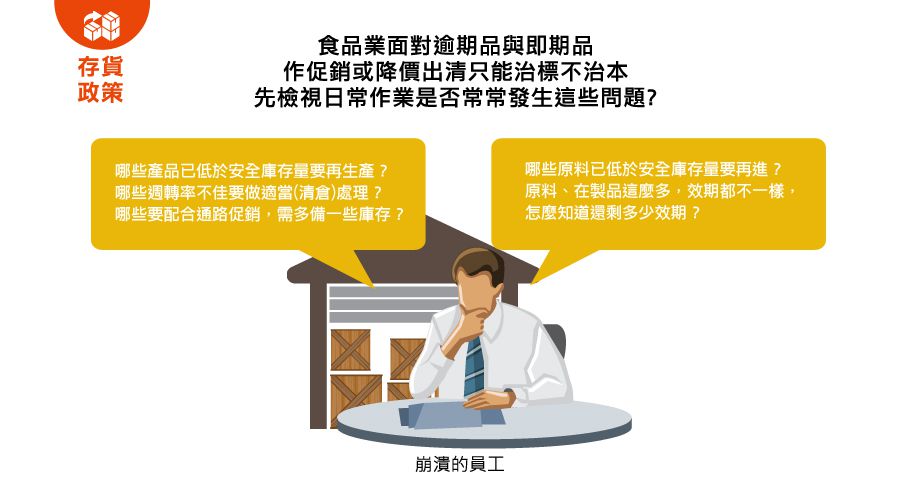 存貨
政策
食品業面對逾期品與即期品
作促銷或降價出清只能治標不治本
先檢視日常作業是否常常發生這些問題?
哪些產品已低於安全庫存量要再生產？
哪些週轉率不佳要做適當(清倉)處理？
哪些要配合通路促銷，需多備一些庫存？
哪些原料已低於安全庫存量要再進？
原料、在製品這麼多，效期都不一樣，
怎麼知道還剩多少效期？
崩潰的員工